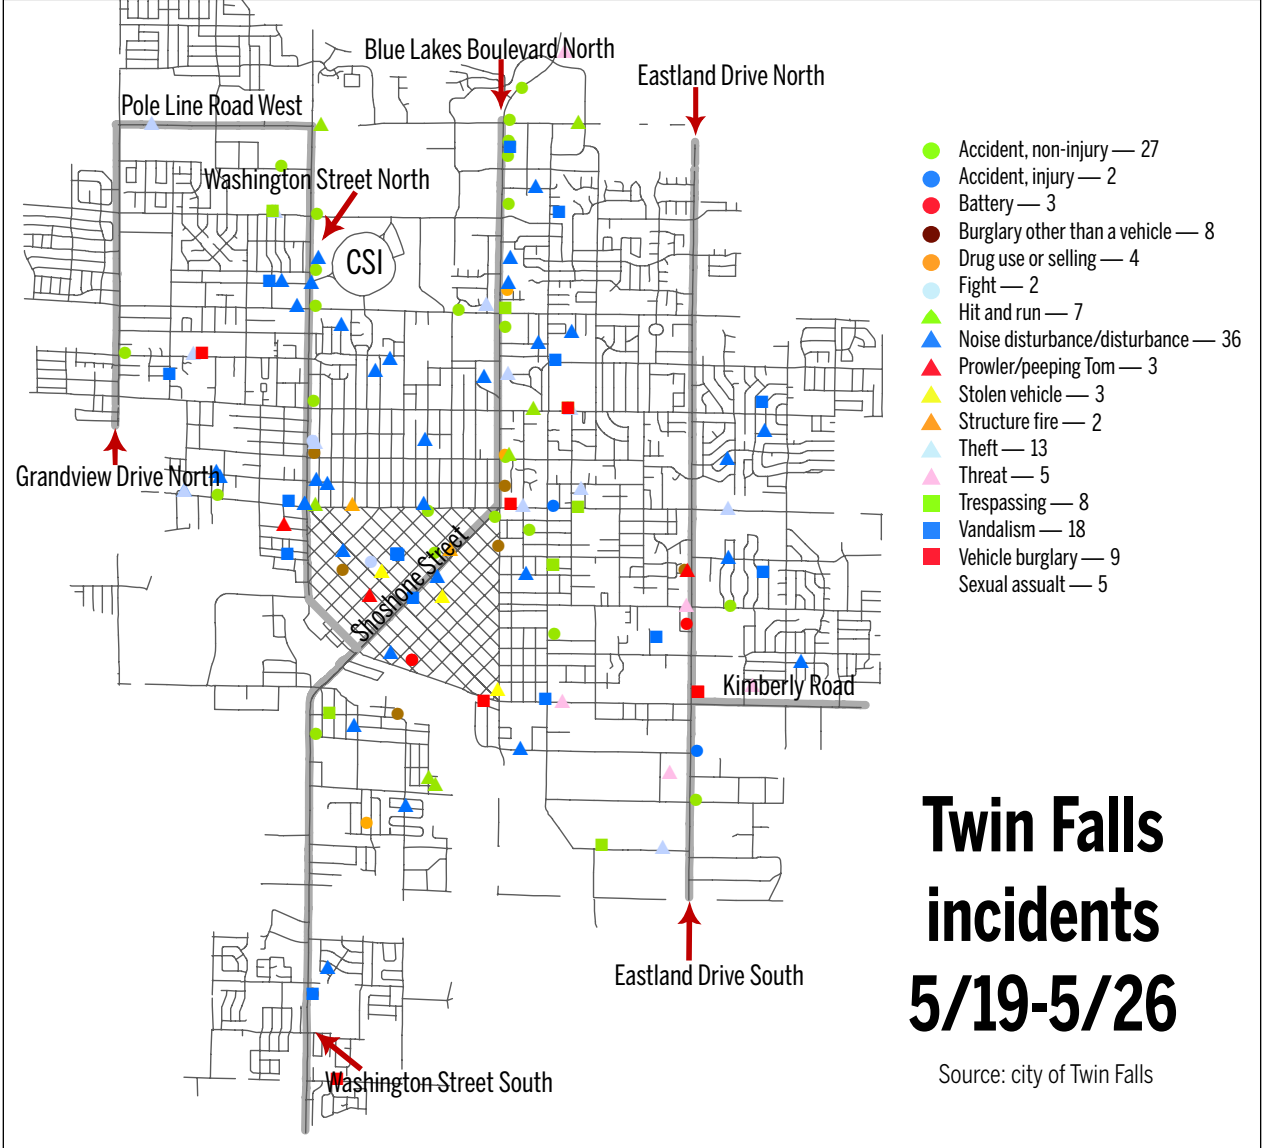 Blue Lakes Boulevard North
Eastland Drive North
Pole Line Road West
Washington Street North
CSI
Grandview Drive North
Shoshone Street
Kimberly Road
Eastland Drive South
Washington Street South
Accident, non-injury — 27
Accident, injury — 2
Battery — 3
Burglary other than a vehicle — 8
Drug use or selling — 4
Fight — 2
Hit and run — 7
Noise disturbance/disturbance — 36
Prowler/peeping Tom — 3
Stolen vehicle — 3
Structure fire — 2
Theft — 13
Threat — 5
Trespassing — 8
Vandalism — 18
Vehicle burglary — 9
Sexual assualt — 5
Twin Falls
incidents
5/19-5/26
Source: city of Twin Falls